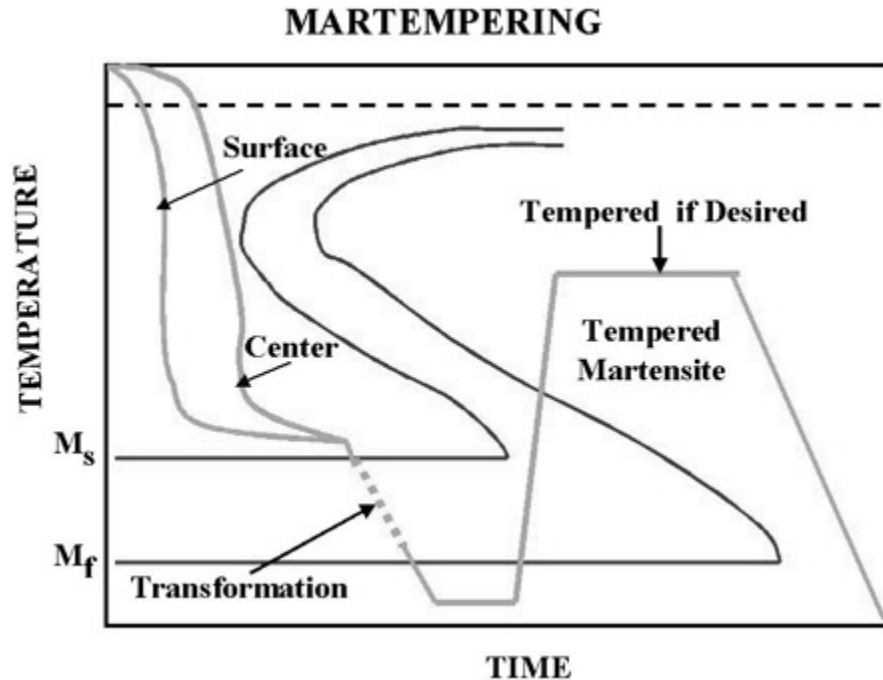 MARTEMPERING
TEMPERATURE
Surface
Center
Tempered if Desired
Tempered
Martensite
Ms
Mf
Transformation
TIME